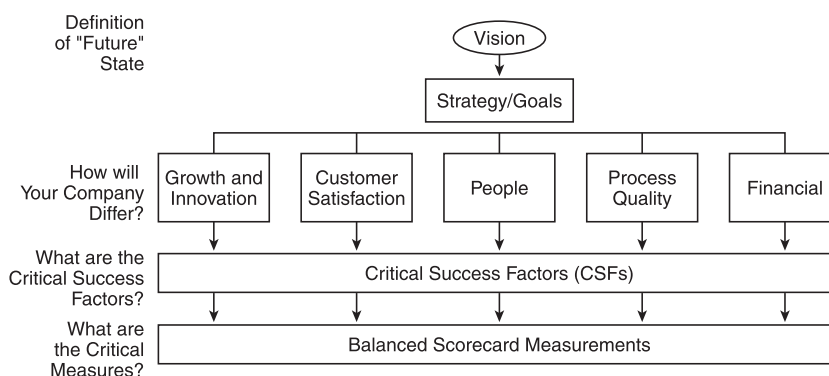 Definition
of "Future"
State
Vision
Strategy/Goals
How will
Your Company
Differ?
Growth and
Innovation
Customer
Satisfaction
People
Process
Quality
Financial
What are the
Critical Success
Factors?
Critical Success Factors (CSFs)
What are
the Critical
Measures?
Balanced Scorecard Measurements